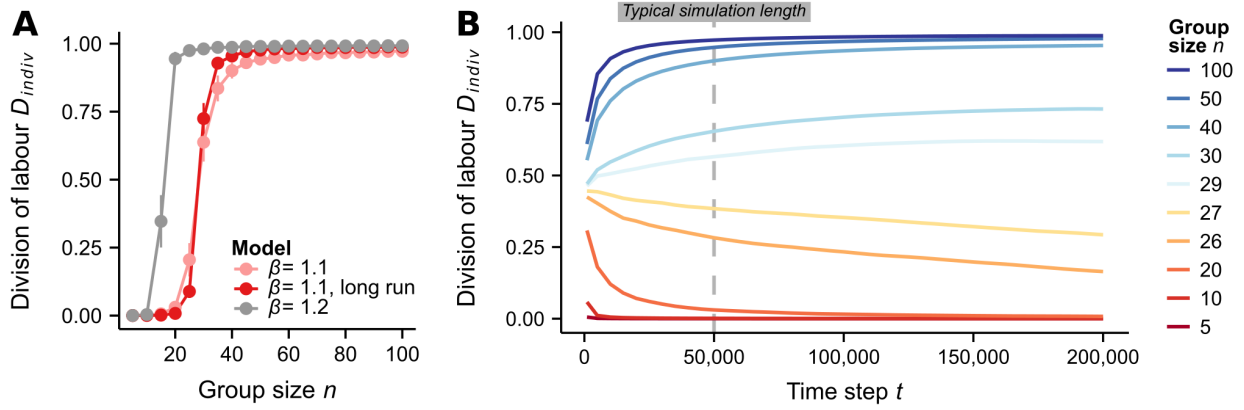 A
Division of labour D_indiv
1.00
0.75
0.50
0.25
0.00
20
40
60
80
100
Group size n
Model
β= 1.1
β= 1.1, long run
β= 1.2
B
Typical simulation length
Division of labour D_indiv
1.00
0.75
0.50
0.25
0.00
0
50,000
100,000
150,000
200,000
Time step t
Group
size n
100
50
40
30
29
27
26
20
10
5